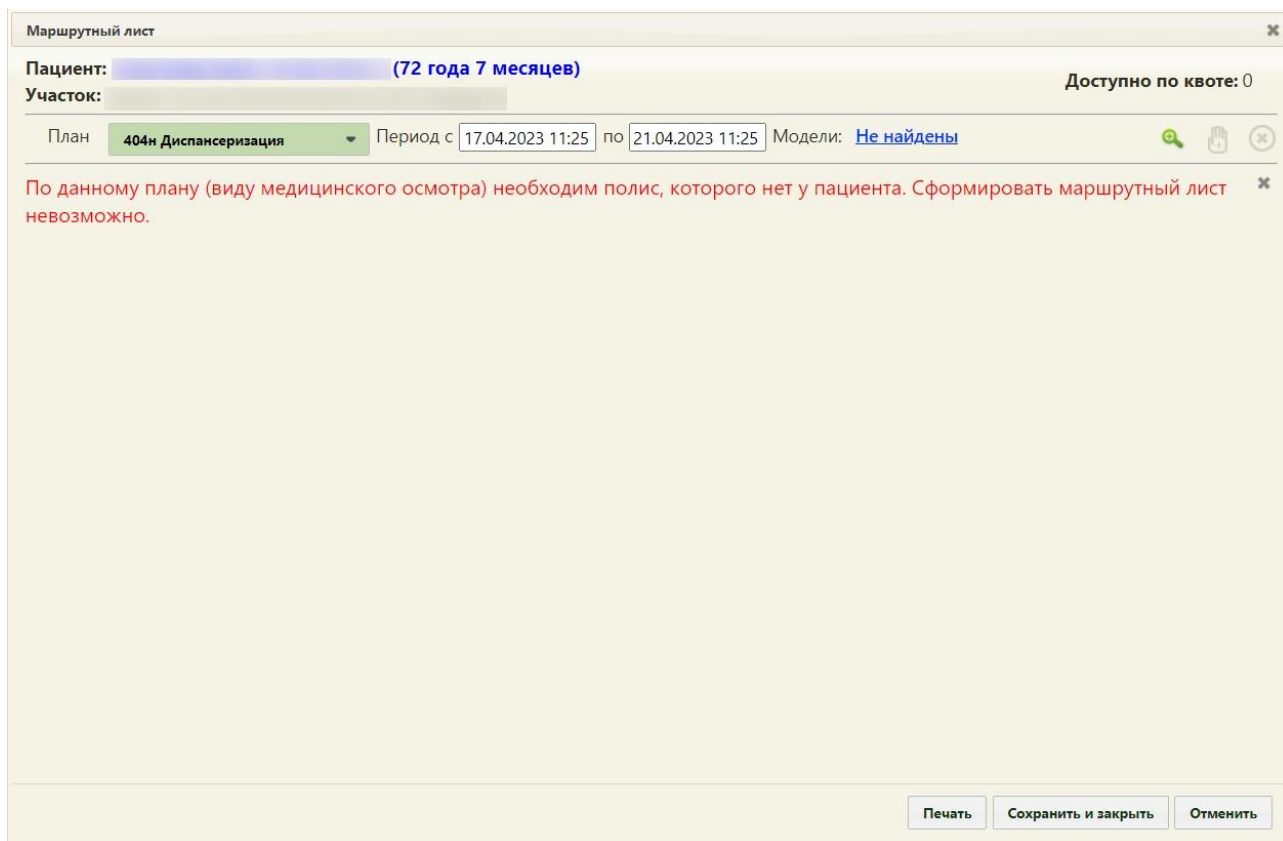 Маршрутный лист
Пациент: (72 года 7 месяцев)
Доступно по квоте: 0
Участок:
План 404н Диспансеризация Период с 17.04.2023 11:25 по 21.04.2023 11:25 Модели: Не найдены
По данному плану (виду медицинского осмотра) необходим полис, которого нет у пациента. Сформировать маршрутный лист
невозможно.
Печать Сохранить и закрыть Отменить